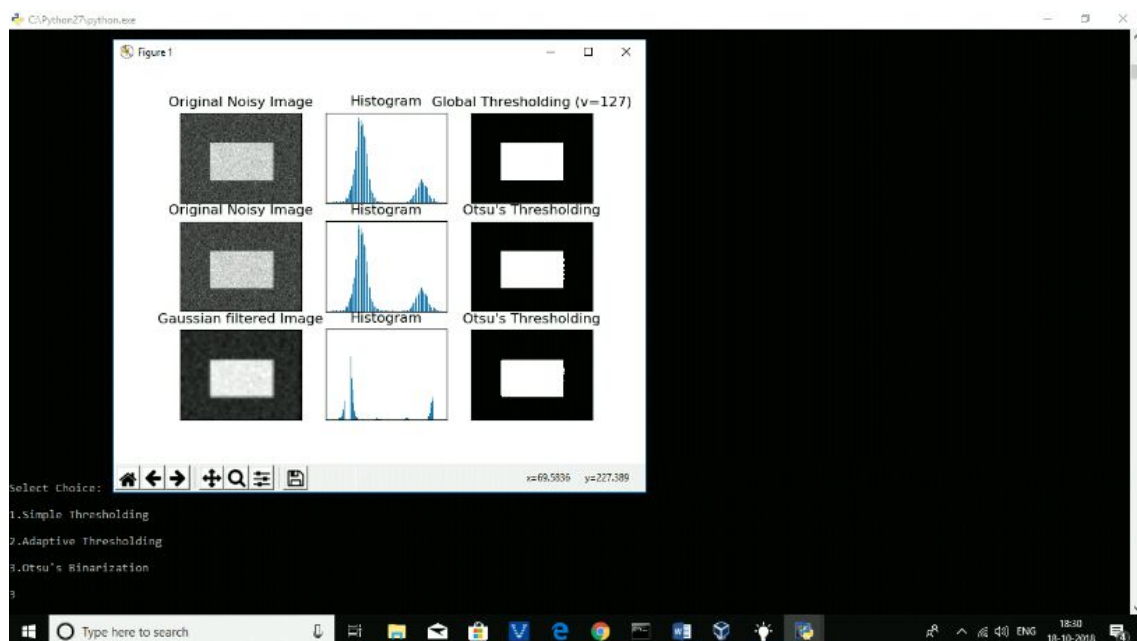 C:\Python27\python.exe
Figure 1
Original Noisy Image Histogram Global Thresholding (v=127)
Original Noisy Image Histogram Otsu's Thresholding
Gaussian filtered Image Histogram Otsu's Thresholding
x=69.5836 y=227.389
Select Choice:
1.Simple Thresholding
2.Adaptive Thresholding
3.Otsu's Binarization
3
Type here to search
ENG
18:30
18-10-2018